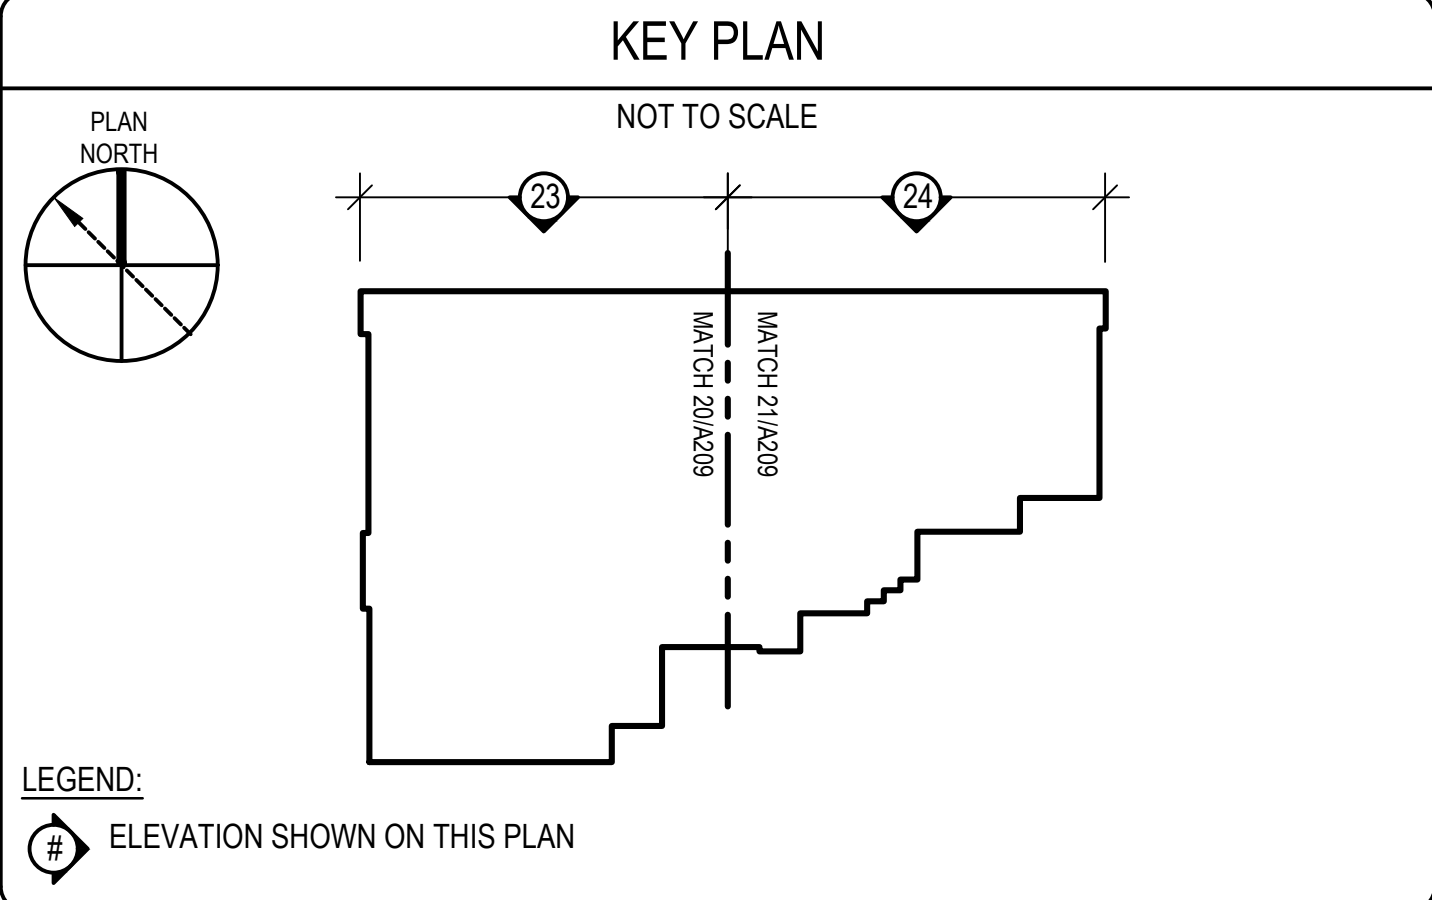 KEY PLAN
NOT TO SCALE
PLAN
NORTH
23
24
MATCH 20/A209
MATCH 21/A209
LEGEND:
# ELEVATION SHOWN ON THIS PLAN